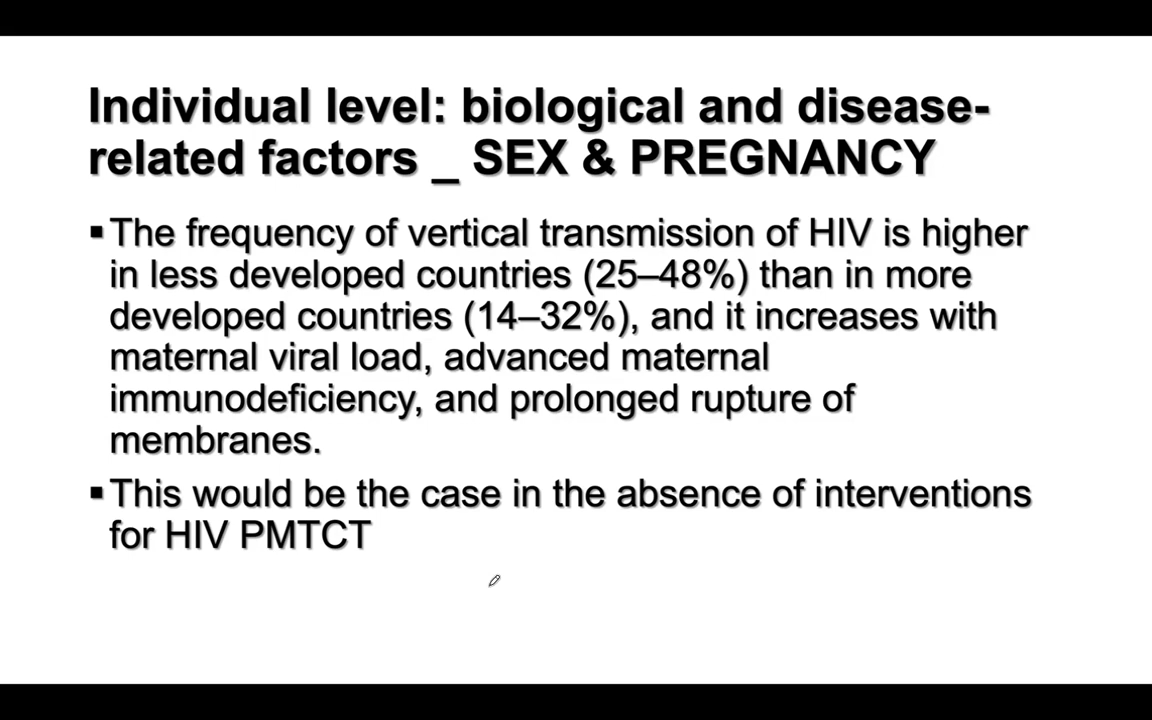 Individual level: biological and disease-
related factors _ SEX & PREGNANCY
▪The frequency of vertical transmission of HIV is higher
in less developed countries (25–48%) than in more
developed countries (14–32%), and it increases with
maternal viral load, advanced maternal
immunodeficiency, and prolonged rupture of
membranes.
▪This would be the case in the absence of interventions
for HIV PMTCT